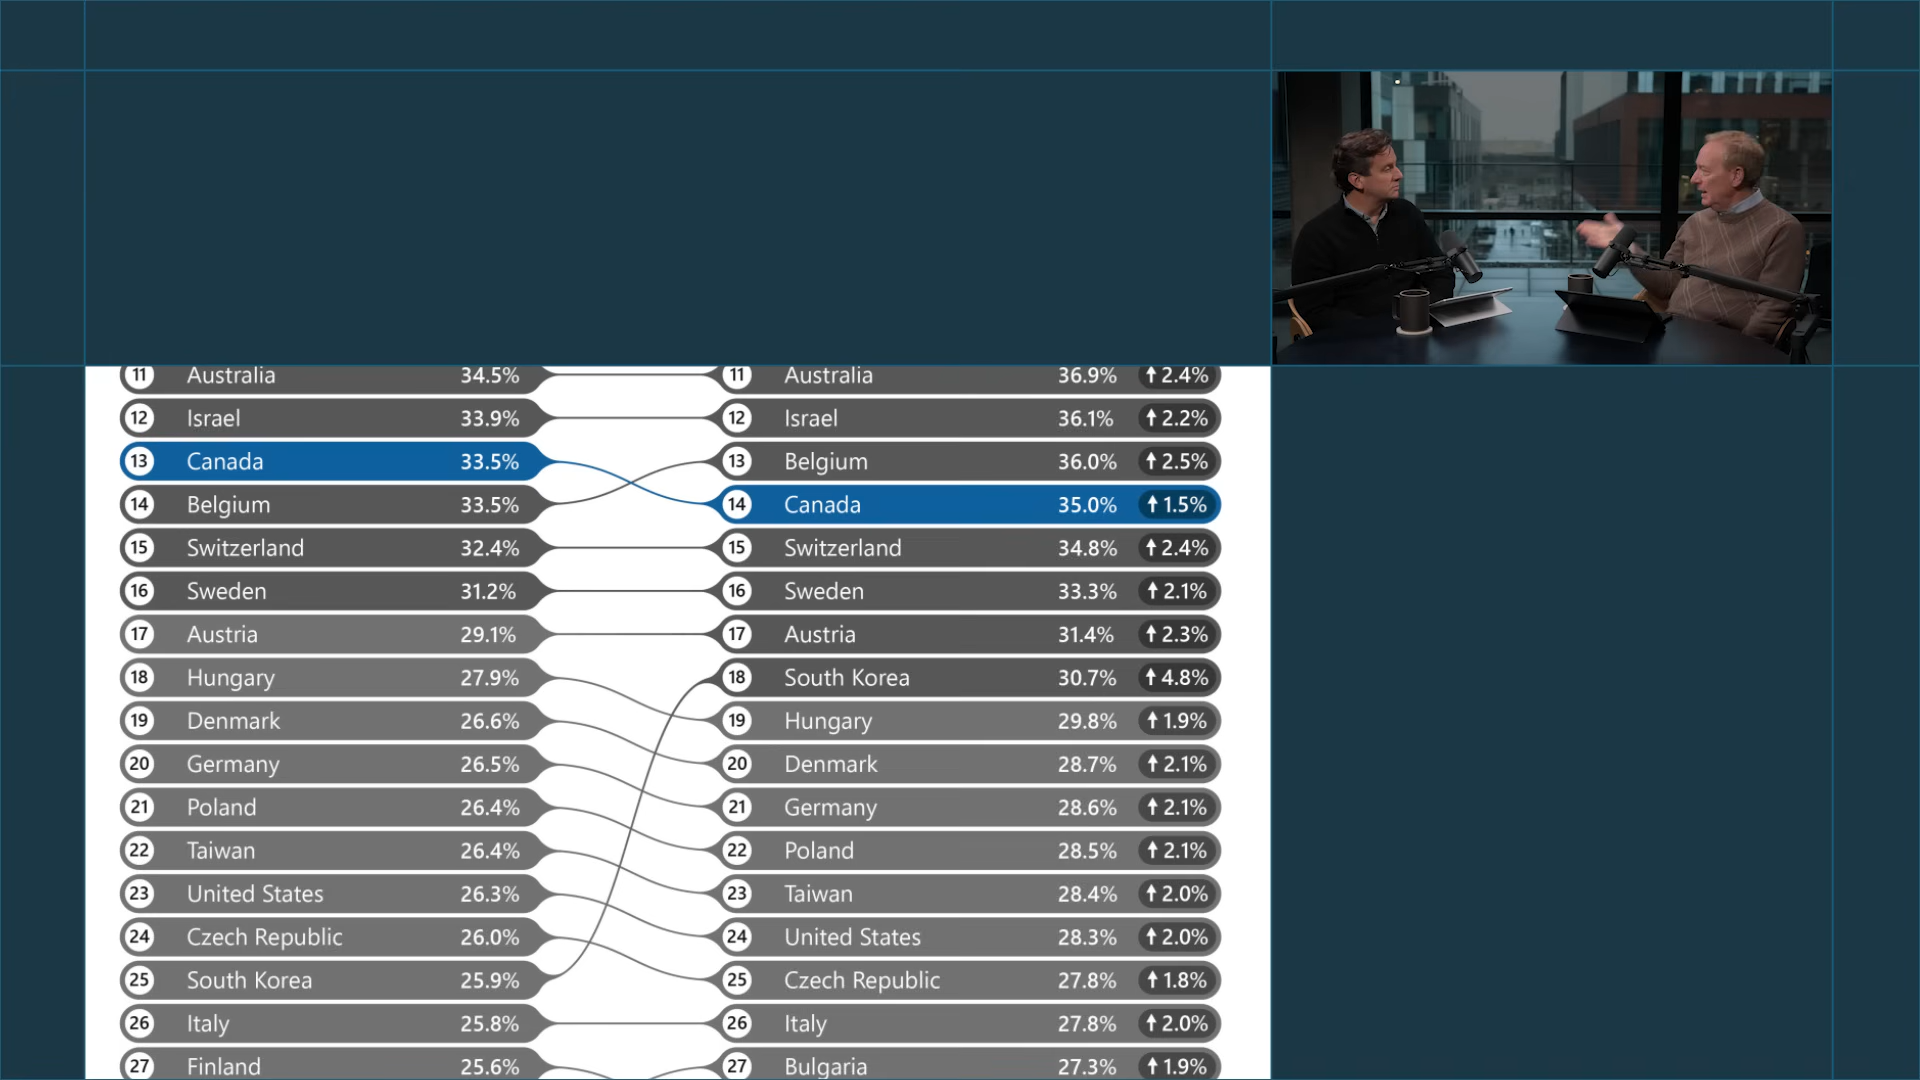 11 Australia 34.5% 11 Australia 36.9% ↑2.4%
12 Israel 33.9% 12 Israel 36.1% ↑2.2%
13 Canada 33.5% 13 Belgium 36.0% ↑2.5%
14 Belgium 33.5% 14 Canada 35.0% ↑1.5%
15 Switzerland 32.4% 15 Switzerland 34.8% ↑2.4%
16 Sweden 31.2% 16 Sweden 33.3% ↑2.1%
17 Austria 29.1% 17 Austria 31.4% ↑2.3%
18 Hungary 27.9% 18 South Korea 30.7% ↑4.8%
19 Denmark 26.6% 19 Hungary 29.8% ↑1.9%
20 Germany 26.5% 20 Denmark 28.7% ↑2.1%
21 Poland 26.4% 21 Germany 28.6% ↑2.1%
22 Taiwan 26.4% 22 Poland 28.5% ↑2.1%
23 United States 26.3% 23 Taiwan 28.4% ↑2.0%
24 Czech Republic 26.0% 24 United States 28.3% ↑2.0%
25 South Korea 25.9% 25 Czech Republic 27.8% ↑1.8%
26 Italy 25.8% 26 Italy 27.8% ↑2.0%
27 Finland 25.6% 27 Bulgaria 27.3% ↑1.9%